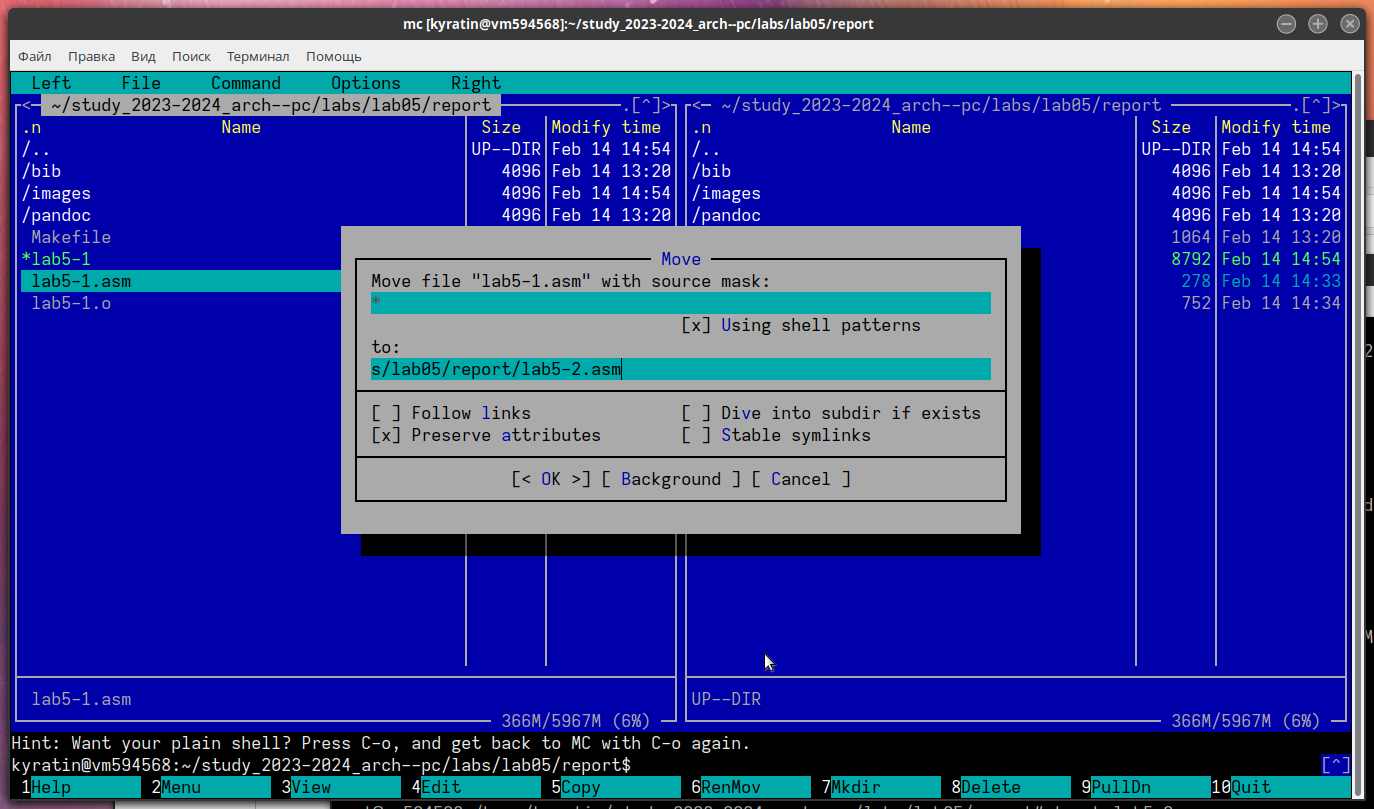 mc [kyratin@vm594568]:~/study_2023-2024_arch--pc/labs/lab05/report
Файл Правка Вид Поиск Терминал Помощь
Left File Command Options Right
<─ ~/study_2023-2024_arch--pc/labs/lab05/report ─.[^]> <─ ~/study_2023-2024_arch--pc/labs/lab05/report ─.[^]>
.n Name Size Modify time .n Name Size Modify time
/.. UP--DIR Feb 14 14:54 /.. UP--DIR Feb 14 14:54
/bib 4096 Feb 14 13:20 /bib 4096 Feb 14 13:20
/images 4096 Feb 14 14:54 /images 4096 Feb 14 14:54
/pandoc 4096 Feb 14 13:20 /pandoc 4096 Feb 14 13:20
Makefile 1064 Feb 14 13:20
*lab5-1 8792 Feb 14 14:54
lab5-1.asm 278 Feb 14 14:33
lab5-1.o 752 Feb 14 14:34
Move
Move file "lab5-1.asm" with source mask:
*
[x] Using shell patterns
to:
s/lab05/report/lab5-2.asm
[ ] Follow links [ ] Dive into subdir if exists
[x] Preserve attributes [ ] Stable symlinks
[< OK >] [ Background ] [ Cancel ]
lab5-1.asm UP--DIR
366M/5967M (6%) 366M/5967M (6%)
Hint: Want your plain shell? Press C-o, and get back to MC with C-o again.
kyratin@vm594568:~/study_2023-2024_arch--pc/labs/lab05/report$ [^]
1Help 2Menu 3View 4Edit 5Copy 6RenMov 7Mkdir 8Delete 9PullDn 10Quit